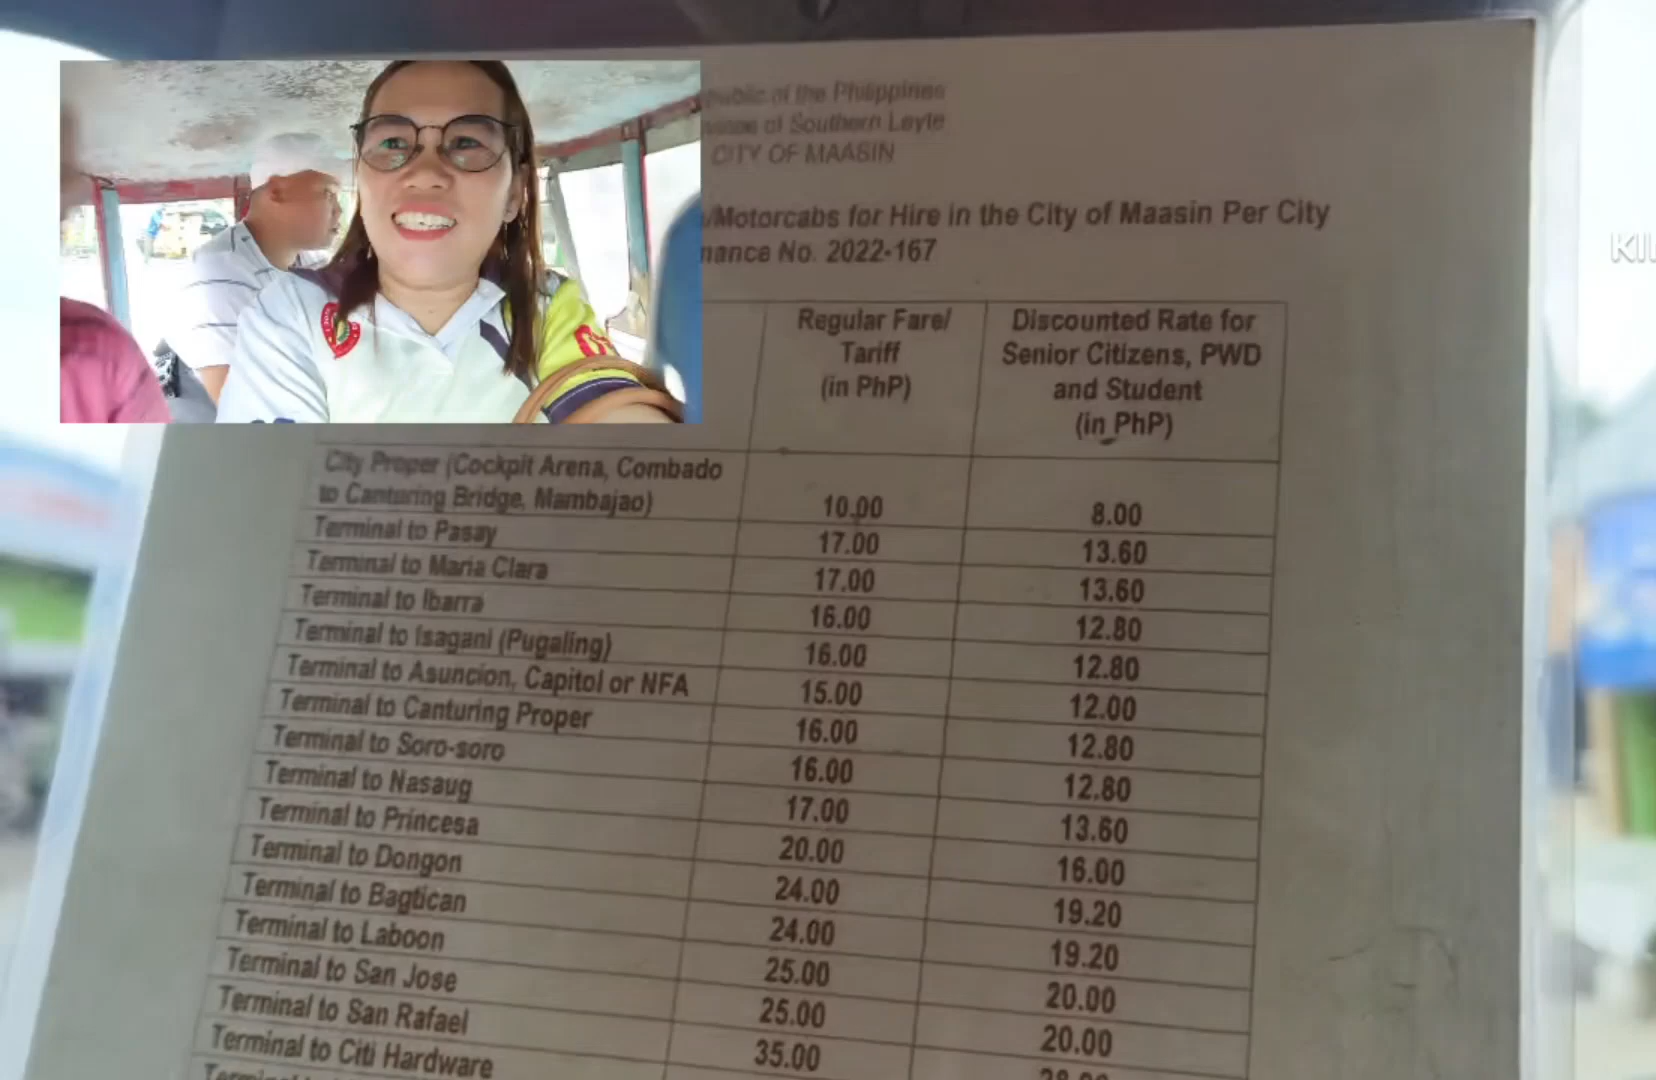 public of the Philippines
of Southern Leyte
CITY OF MAASIN
/Motorcabs for Hire in the City of Maasin Per City
nance No. 2022-167
Regular Fare/ Tariff (in PhP)
Discounted Rate for Senior Citizens, PWD and Student (in PhP)
City Proper (Cockpit Arena, Combado
to Canturing Bridge, Mambajao) 10.00 8.00
Terminal to Pasay 17.00 13.60
Terminal to Maria Clara 17.00 13.60
Terminal to Ibarra 16.00 12.80
Terminal to Isagani (Pugaling) 16.00 12.80
Terminal to Asuncion, Capitol or NFA 15.00 12.00
Terminal to Canturing Proper 16.00 12.80
Terminal to Soro-soro 16.00 12.80
Terminal to Nasaug 17.00 13.60
Terminal to Princesa 20.00 16.00
Terminal to Dongon 24.00 19.20
Terminal to Bagtican 24.00 19.20
Terminal to Laboon 25.00 20.00
Terminal to San Jose 25.00 20.00
Terminal to San Rafael 35.00 28.00
Terminal to Citi Hardware